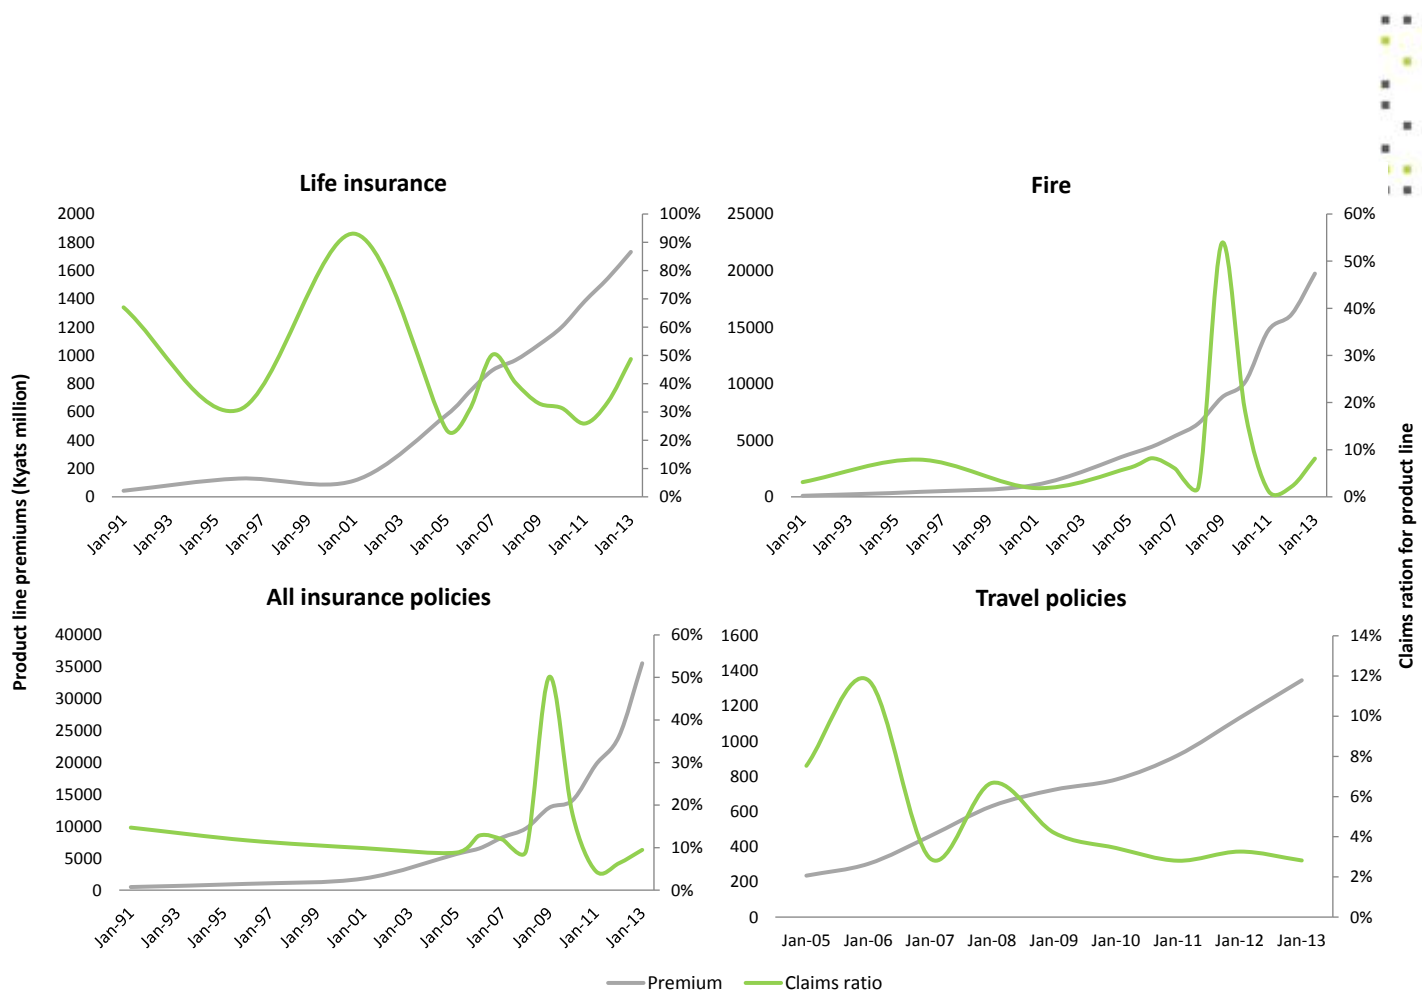 Life insurance
2000
1800
1600
1400
1200
1000
800
600
400
200
0
100%
90%
80%
70%
60%
50%
40%
30%
20%
10%
0%
Jan-91
Jan-93
Jan-95
Jan-97
Jan-99
Jan-01
Jan-03
Jan-05
Jan-07
Jan-09
Jan-11
Jan-13
Fire
25000
20000
15000
10000
5000
0
60%
50%
40%
30%
20%
10%
0%
Jan-91
Jan-93
Jan-95
Jan-97
Jan-99
Jan-01
Jan-03
Jan-05
Jan-07
Jan-09
Jan-11
Jan-13
Product line premiums (Kyats million)
Claims ration for product line
All insurance policies
40000
35000
30000
25000
20000
15000
10000
5000
0
60%
50%
40%
30%
20%
10%
0%
Jan-91
Jan-93
Jan-95
Jan-97
Jan-99
Jan-01
Jan-03
Jan-05
Jan-07
Jan-09
Jan-11
Jan-13
Travel policies
1600
1400
1200
1000
800
600
400
200
0
14%
12%
10%
8%
6%
4%
2%
0%
Jan-05 Jan-06 Jan-07 Jan-08 Jan-09 Jan-10 Jan-11 Jan-12 Jan-13
Premium Claims ratio